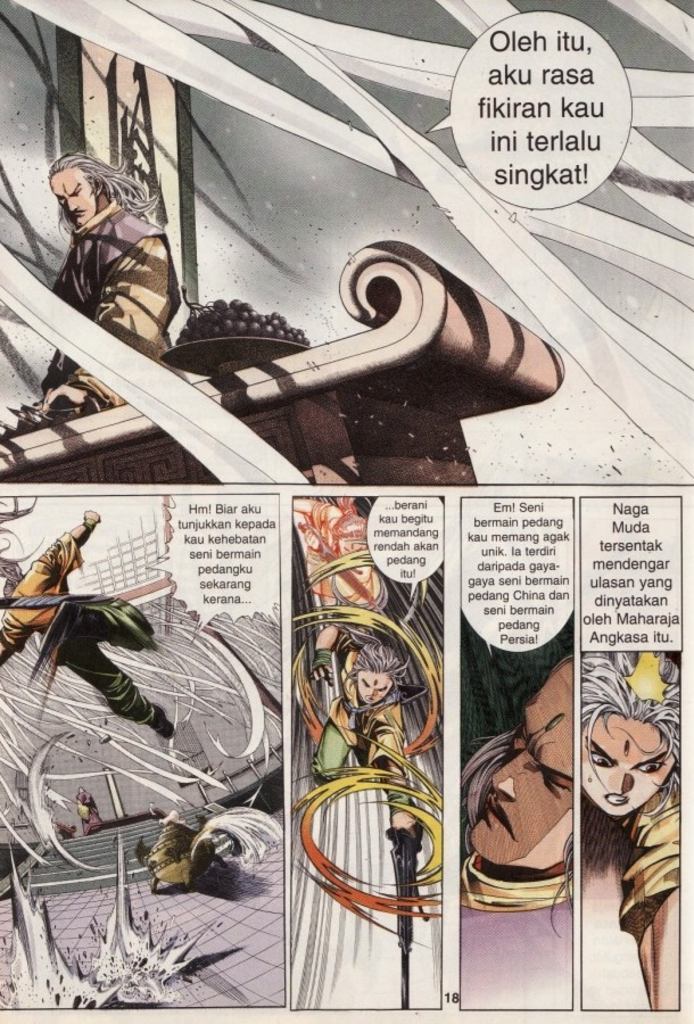 Oleh itu,
aku rasa
fikiran kau
ini terlalu
singkat!
Hm! Biar aku
tunjukkan kepada
kau kehebatan
seni bermain
pedangku
sekarang
kerana...
...berani
kau begitu
memandang
rendah akan
pedang
itu!
Em! Seni
bermain pedang
kau memang agak
unik. Ia terdiri
daripada gaya-
gaya seni bermain
pedang China dan
seni bermain
pedang
Persia!
Naga
Muda
tersentak
mendengar
ulasan yang
dinyatakan
oleh Maharaja
Angkasa itu.
18